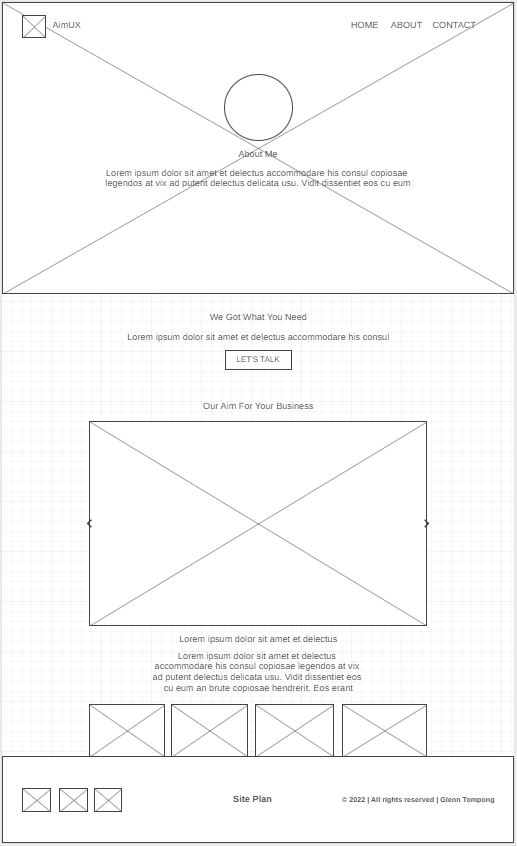 AimUX
HOME ABOUT CONTACT
About Me
Lorem ipsum dolor sit amet et delectus accommodare his consul copiosae
legendos at vix ad putent delectus delicata usu. Vidit dissentiet eos cu eum
We Got What You Need
Lorem ipsum dolor sit amet et delectus accommodare his consul
LET'S TALK
Our Aim For Your Business
Lorem ipsum dolor sit amet et delectus
Lorem ipsum dolor sit amet et delectus
accommodare his consul copiosae legendos at vix
ad putent delectus delicata usu. Vidit dissentiet eos
cu eum an brute copiosae hendrerit. Eos erant
Site Plan
© 2022 | All rights reserved | Glenn Tompong